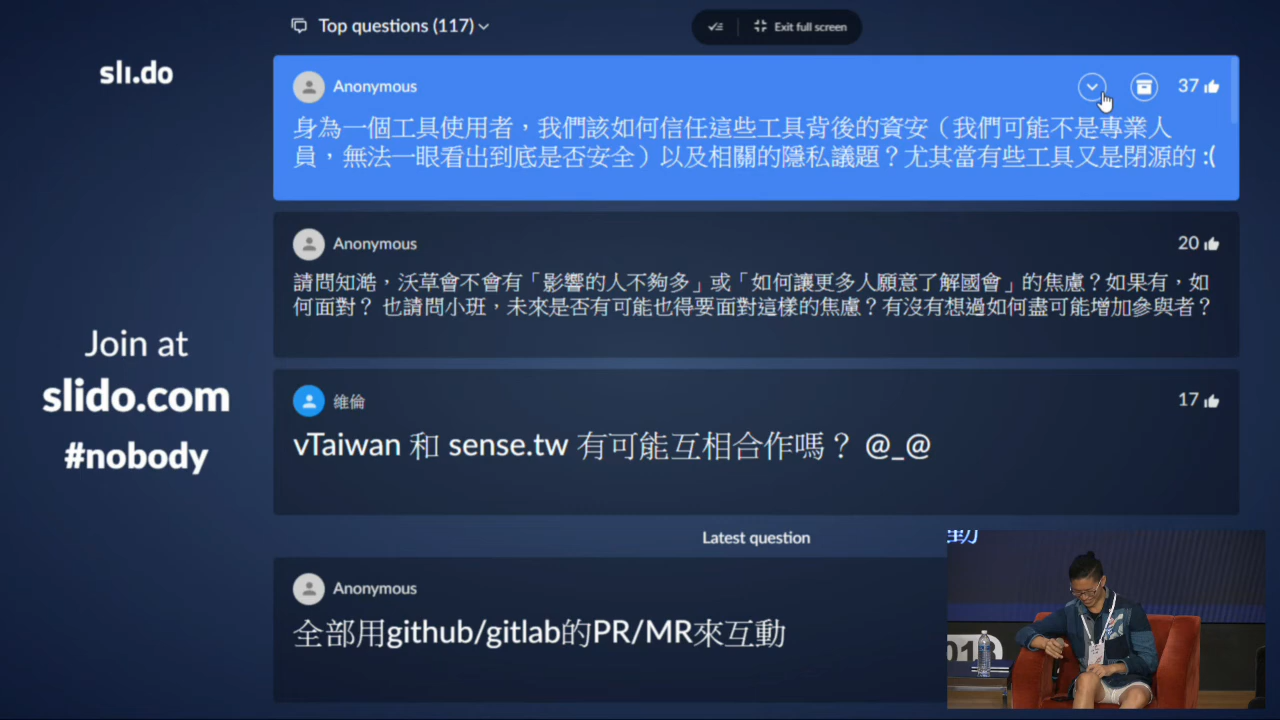 Top questions (117)
Exit full screen
sli.do
Anonymous
37
身為一個工具使用者，我們該如何信任這些工具背後的資安（我們可能不是專業人
員，無法一眼看出到底是否安全）以及相關的隱私議題？尤其當有些工具又是閉源的 :(
Anonymous
20
請問知澔，沃草會不會有「影響的人不夠多」或「如何讓更多人願意了解國會」的焦慮？如果有，如
何面對？ 也請問小班，未來是否有可能也得要面對這樣的焦慮？有沒有想過如何盡可能增加參與者？
Join at
slido.com
#nobody
维倫
17
vTaiwan 和 sense.tw 有可能互相合作嗎？ @_@
Latest question
Anonymous
全部用github/gitlab的PR/MR來互動
動
018